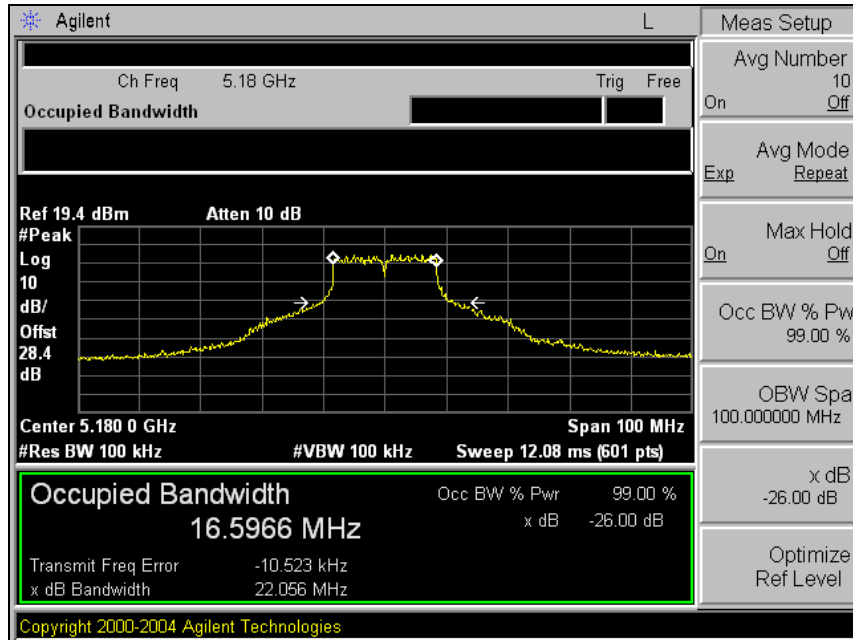 Agilent L
Ch Freq 5.18 GHz Trig Free
Occupied Bandwidth
Ref 19.4 dBm Atten 10 dB
#Peak
Log
10
dB/
Offst
28.4
dB
Center 5.180 0 GHz Span 100 MHz
#Res BW 100 kHz #VBW 100 kHz Sweep 12.08 ms (601 pts)
Occupied Bandwidth
16.5966 MHz
Occ BW % Pwr 99.00 %
x dB -26.00 dB
Transmit Freq Error -10.523 kHz
x dB Bandwidth 22.056 MHz
Copyright 2000-2004 Agilent Technologies
Meas Setup
Avg Number
10
On Off
Avg Mode
Exp Repeat
Max Hold
On Off
Occ BW % Pw
99.00 %
OBW Spa
100.000000 MHz
x dB
-26.00 dB
Optimize
Ref Level